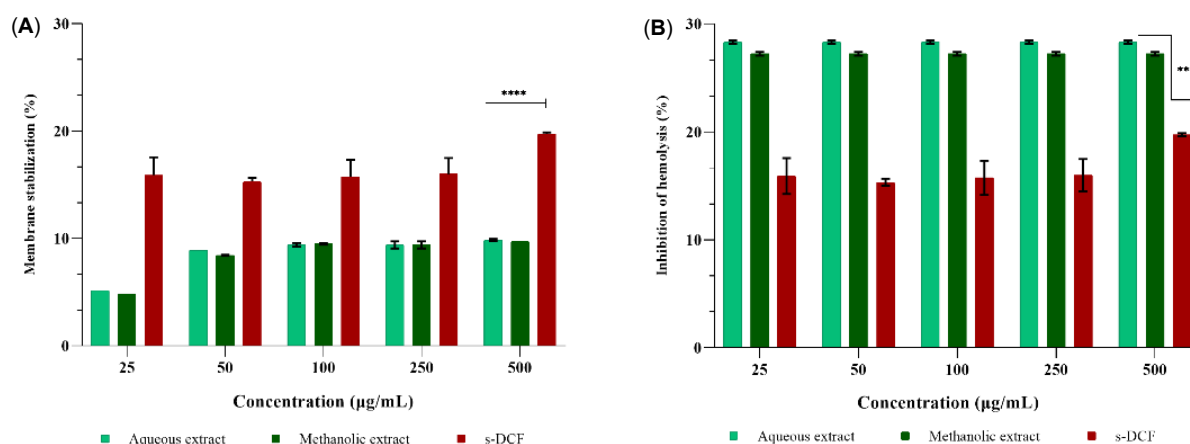 (A)
Membrane stabilization (%)
30
20
10
0
****
25 50 100 250 500
Concentration (µg/mL)
Aqueous extract Methanolic extract s-DCF
(B)
Inhibition of hemolysis (%)
30
20
10
0
**
25 50 100 250 500
Concentration (µg/mL)
Aqueous extract Methanolic extract s-DCF